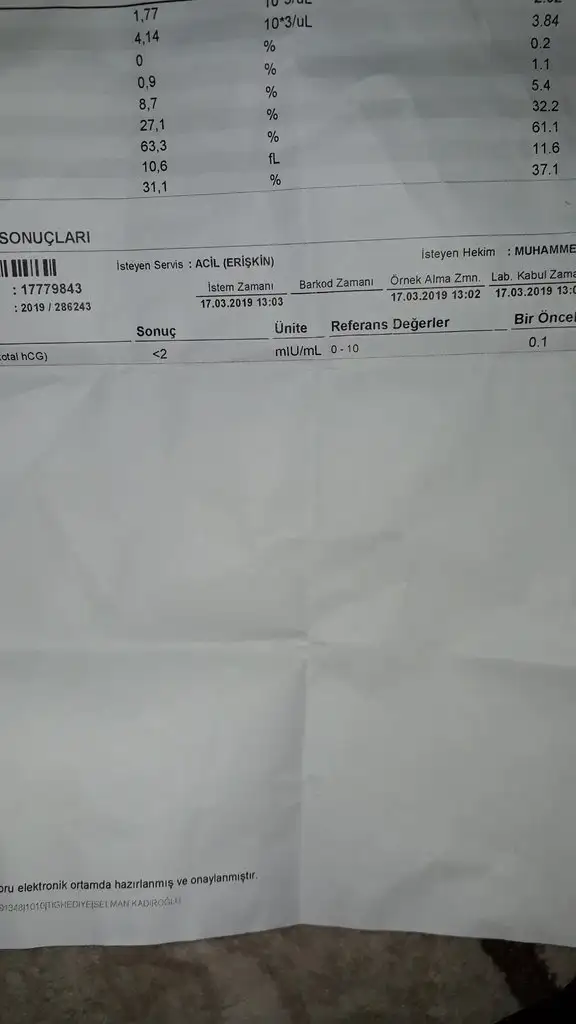 1,77
10*3/uL
3.84
4,14
%
0.2
0
%
1.1
0,9
%
5.4
8,7
%
32.2
27,1
%
61.1
63,3
fL
11.6
10,6
%
37.1
31,1
SONUÇLARI
İsteyen Servis : ACİL (ERİŞKİN)
İsteyen Hekim : MUHAMME
: 17779843
İstem Zamanı Barkod Zamanı Örnek Alma Zmn. Lab. Kabul Zama
: 2019 / 286243
17.03.2019 13:03 17.03.2019 13:02 17.03.2019 13:0
Sonuç Ünite Referans Değerler Bir Öncel
otal hCG) <2 mIU/mL 0 - 10 0.1
oru elektronik ortamda hazırlanmış ve onaylanmıştır.